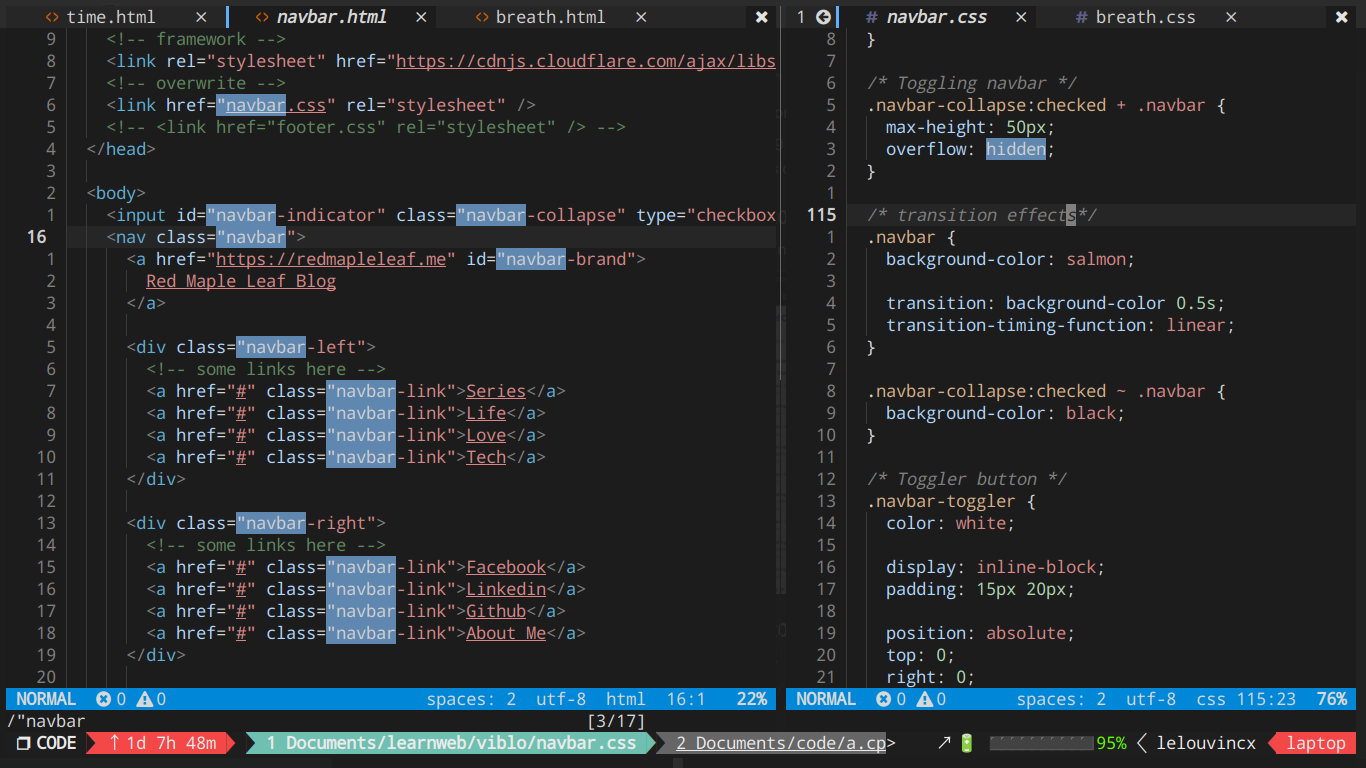 time.html × navbar.html × breath.html × ✖
9 <!-- framework -->
8 <link rel="stylesheet" href="https://cdnjs.cloudflare.com/ajax/libs
7 <!-- overwrite -->
6 <link href="navbar.css" rel="stylesheet" />
5 <!-- <link href="footer.css" rel="stylesheet" /> -->
4 </head>
3
2 <body>
1 <input id="navbar-indicator" class="navbar-collapse" type="checkbox
16 <nav class="navbar">
1 <a href="https://redmapleleaf.me" id="navbar-brand">
2 Red Maple Leaf Blog
3 </a>
4
5 <div class="navbar-left">
6 <!-- some links here -->
7 <a href="#" class="navbar-link">Series</a>
8 <a href="#" class="navbar-link">Life</a>
9 <a href="#" class="navbar-link">Love</a>
10 <a href="#" class="navbar-link">Tech</a>
11 </div>
12
13 <div class="navbar-right">
14 <!-- some links here -->
15 <a href="#" class="navbar-link">Facebook</a>
16 <a href="#" class="navbar-link">Linkedin</a>
17 <a href="#" class="navbar-link">Github</a>
18 <a href="#" class="navbar-link">About Me</a>
19 </div>
20
NORMAL 0 0 spaces: 2 utf-8 html 16:1 22%
1 # navbar.css × # breath.css × ✖
8 }
7
6 /* Toggling navbar */
5 .navbar-collapse:checked + .navbar {
4 max-height: 50px;
3 overflow: hidden;
2 }
1
115 /* transition effects*/
1 .navbar {
2 background-color: salmon;
3
4 transition: background-color 0.5s;
5 transition-timing-function: linear;
6 }
7
8 .navbar-collapse:checked ~ .navbar {
9 background-color: black;
10 }
11
12 /* Toggler button */
13 .navbar-toggler {
14 color: white;
15
16 display: inline-block;
17 padding: 15px 20px;
18
19 position: absolute;
20 top: 0;
21 right: 0;
NORMAL 0 0 spaces: 2 utf-8 css 115:23 76%
/"navbar [3/17]
❐ CODE ↑ 1d 7h 48m 1 Documents/learnweb/viblo/navbar.css 2 Documents/code/a.cp> ↗ 95% lelouvincx laptop